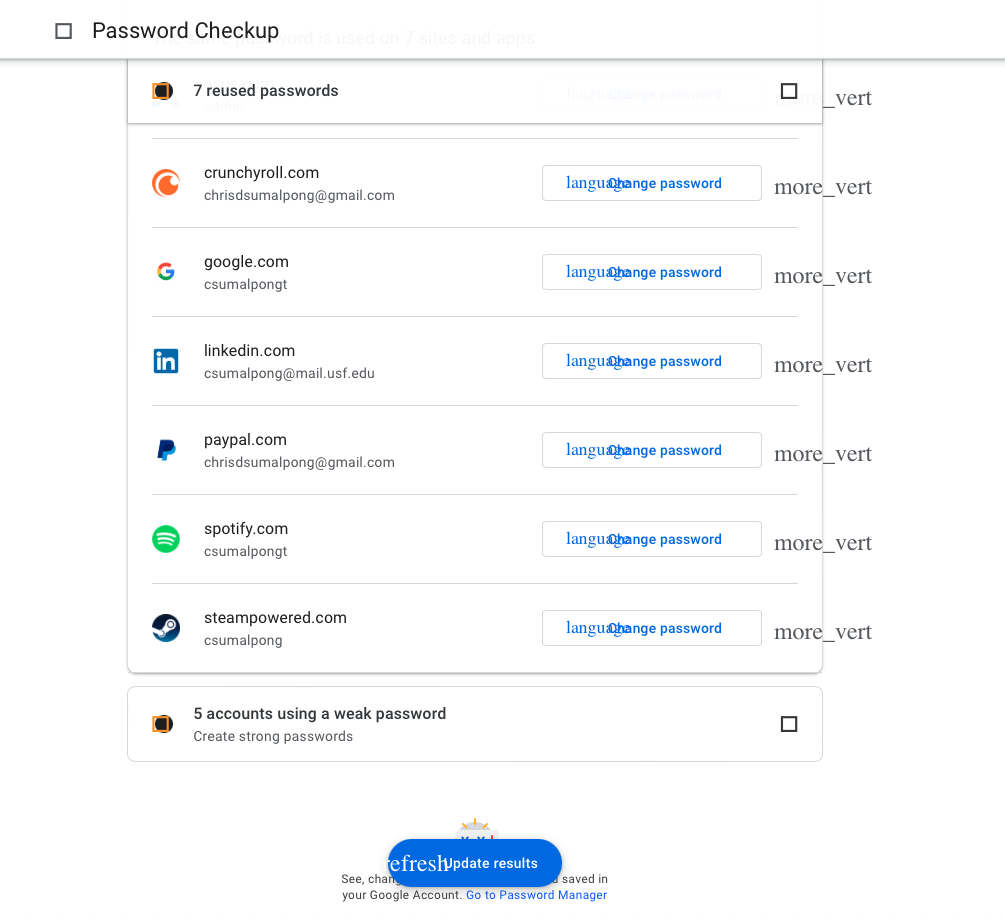 Password Checkup
The same password is used on 7 sites and apps
7 reused passwords
language Change password
more_vert
admin
crunchyroll.com
chrisdsumalpong@gmail.com
language Change password
more_vert
google.com
csumalpongt
language Change password
more_vert
linkedin.com
csumalpong@mail.usf.edu
language Change password
more_vert
paypal.com
chrisdsumalpong@gmail.com
language Change password
more_vert
spotify.com
csumalpongt
language Change password
more_vert
steampowered.com
csumalpong
language Change password
more_vert
5 accounts using a weak password
Create strong passwords
refresh Update results
See, saved in
your Google Account. Go to Password Manager